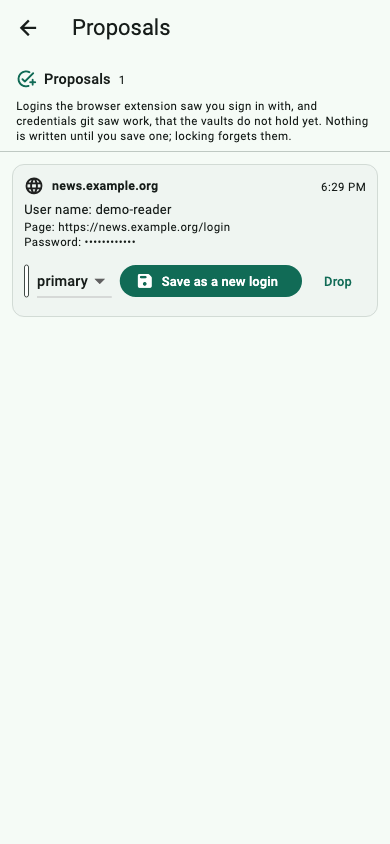 Proposals
Proposals 1
Logins the browser extension saw you sign in with, and
credentials git saw work, that the vaults do not hold yet. Nothing
is written until you save one; locking forgets them.
news.example.org 6:29 PM
User name: demo-reader
Page: https://news.example.org/login
Password: ••••••••••••
primary Save as a new login Drop